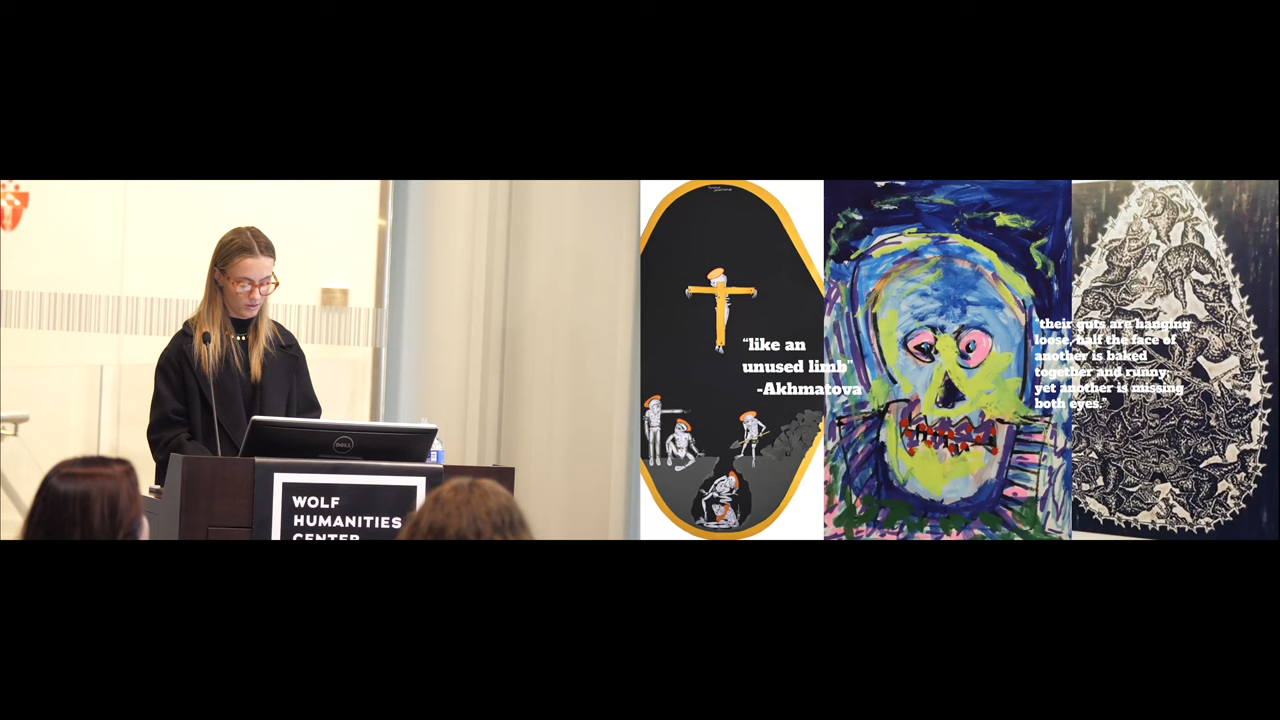 WOLF
HUMANITIES
CENTER
DELL
“like an
unused limb”
-Akhmatova
“their guts are hanging
loose, half the face of
another is baked
together and runny;
yet another is missing
both eyes.”